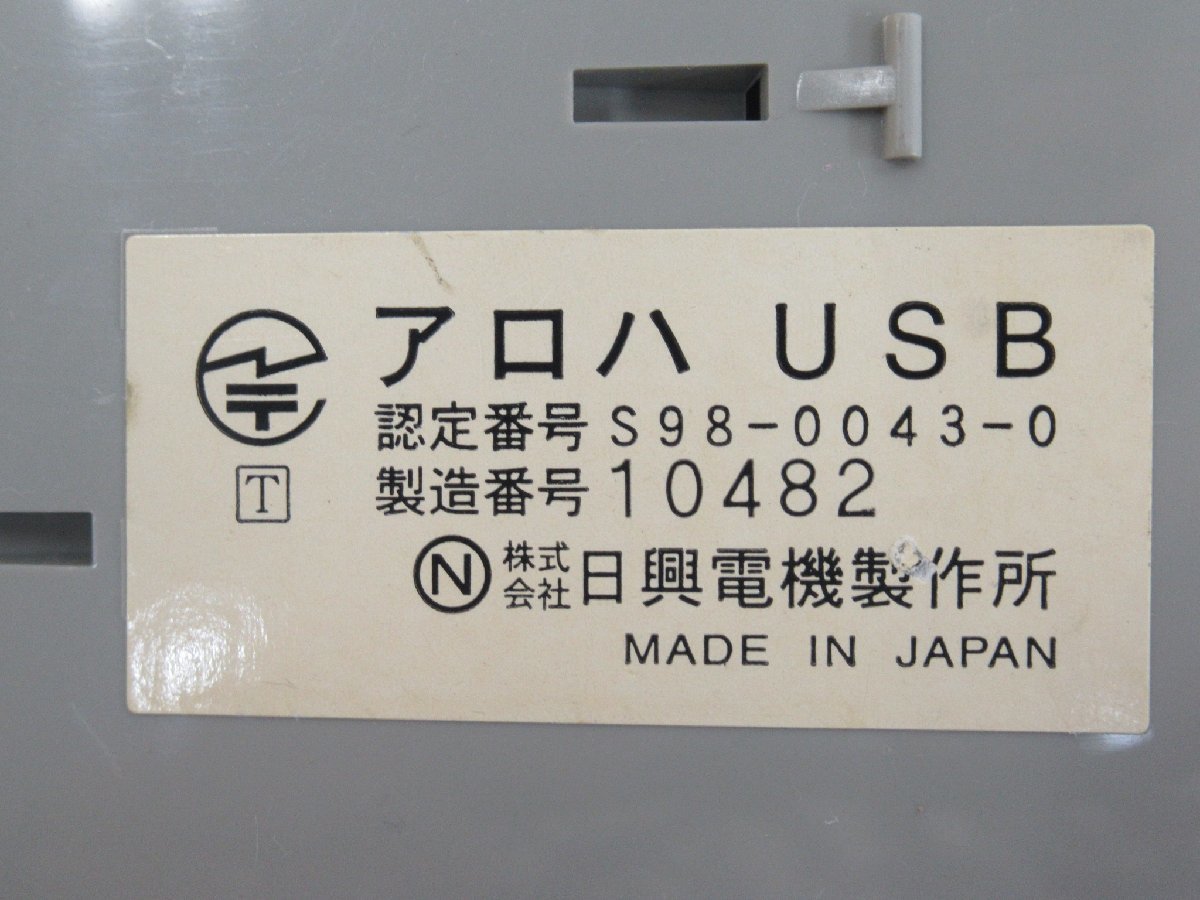 アロハ USB
認定番号 S98-0043-0
T 製造番号 10482
N 株式会社 日興電機製作所
MADE IN JAPAN